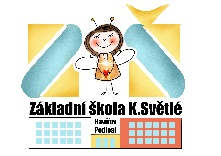 Základní škola K.Světlé
Havířov
Podlesí